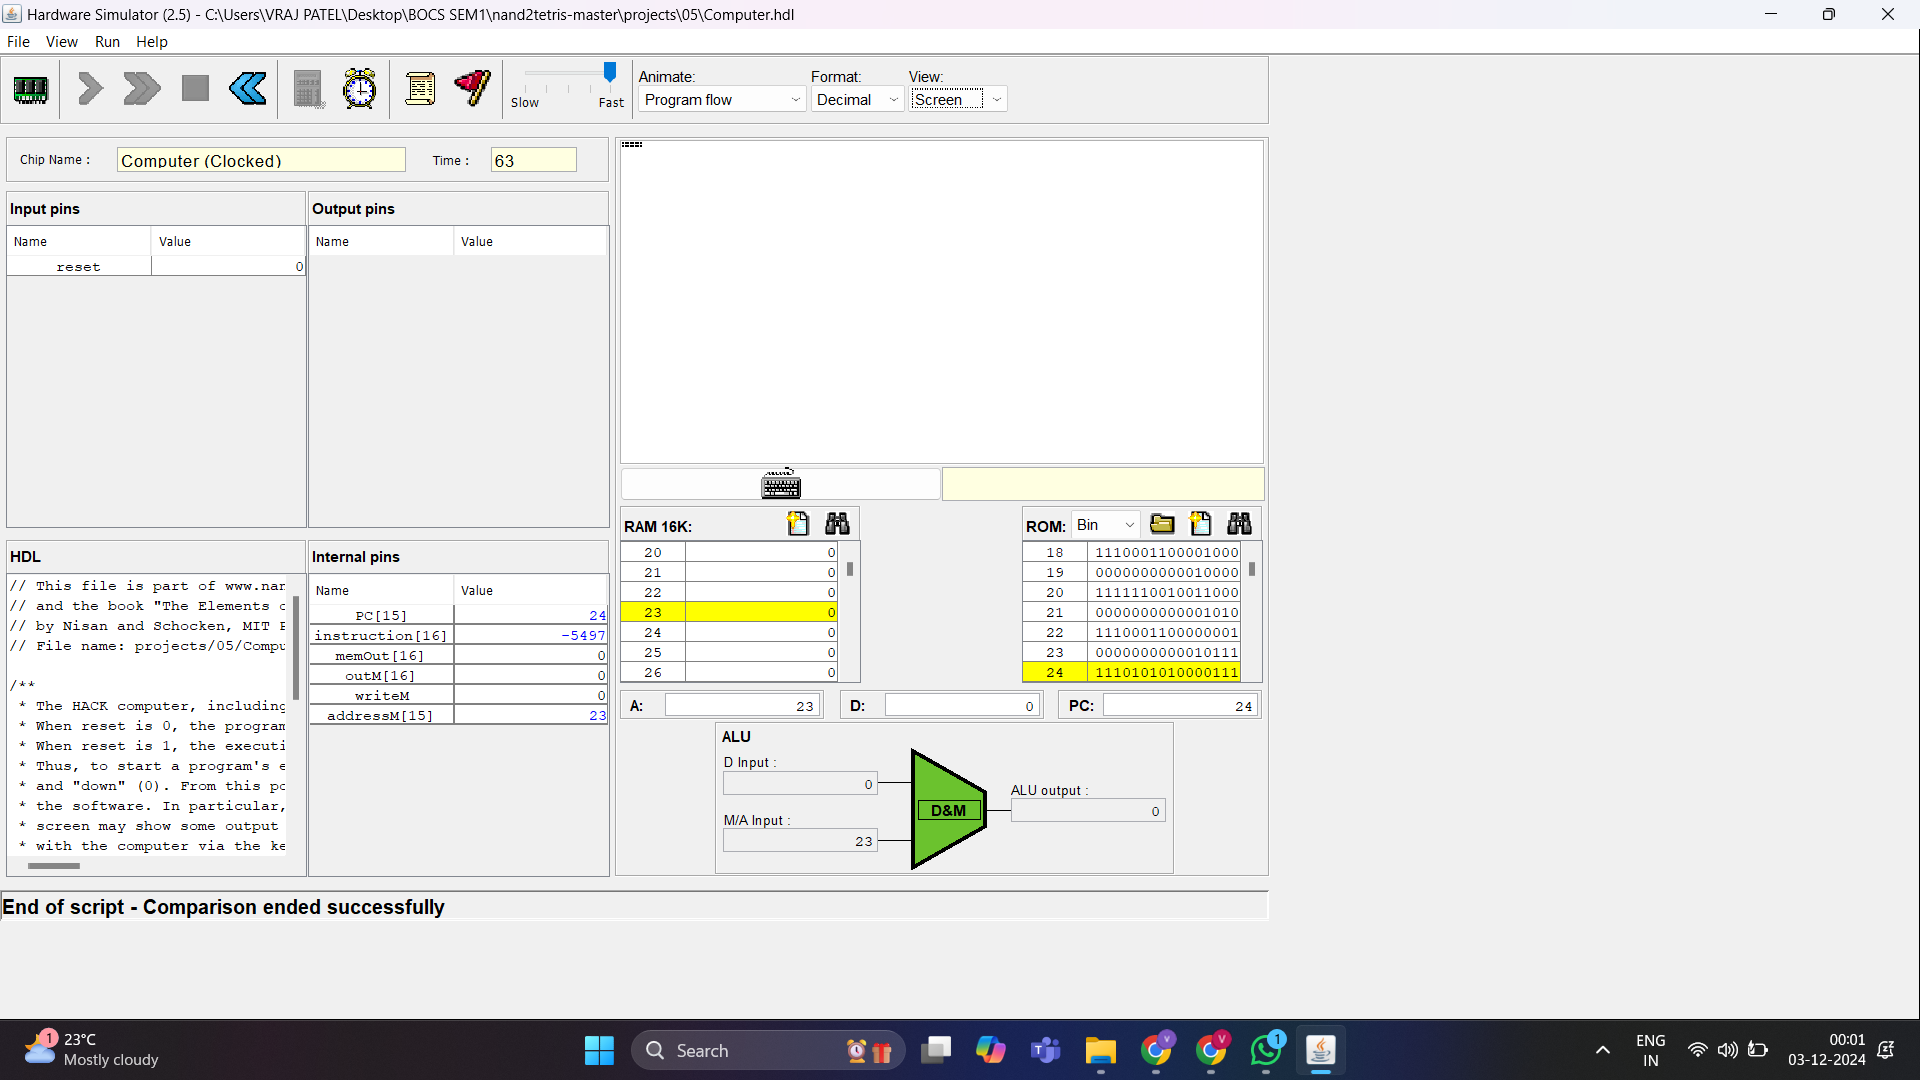 Hardware Simulator (2.5) - C:\Users\VRAJ PATEL\Desktop\BOCS SEM1\nand2tetris-master\projects\05\Computer.hdl
File View Run Help
Slow Fast
Animate: Format: View:
Program flow Decimal Screen
Chip Name : Computer (Clocked) Time : 63
Input pins
Name Value
reset 0
Output pins
Name Value
HDL
// This file is part of www.nan
// and the book "The Elements o
// by Nisan and Schocken, MIT P
// File name: projects/05/Compu
/**
* The HACK computer, including
* When reset is 0, the program
* When reset is 1, the executi
* Thus, to start a program's e
* and "down" (0). From this po
* the software. In particular,
* screen may show some output
* with the computer via the ke
Internal pins
Name Value
PC[15] 24
instruction[16] -5497
memOut[16] 0
outM[16] 0
writeM 0
addressM[15] 23
RAM 16K:
20 0
21 0
22 0
23 0
24 0
25 0
26 0
ROM: Bin
18 1110001100001000
19 0000000000010000
20 1111110010011000
21 0000000000001010
22 1110001100000001
23 0000000000010111
24 1110101010000111
A: 23 D: 0 PC: 24
ALU
D Input :
0
M/A Input :
23
D&M
ALU output :
0
End of script - Comparison ended successfully
1
23°C
Mostly cloudy
Search
V
V
1
ENG
IN
00:01
03-12-2024